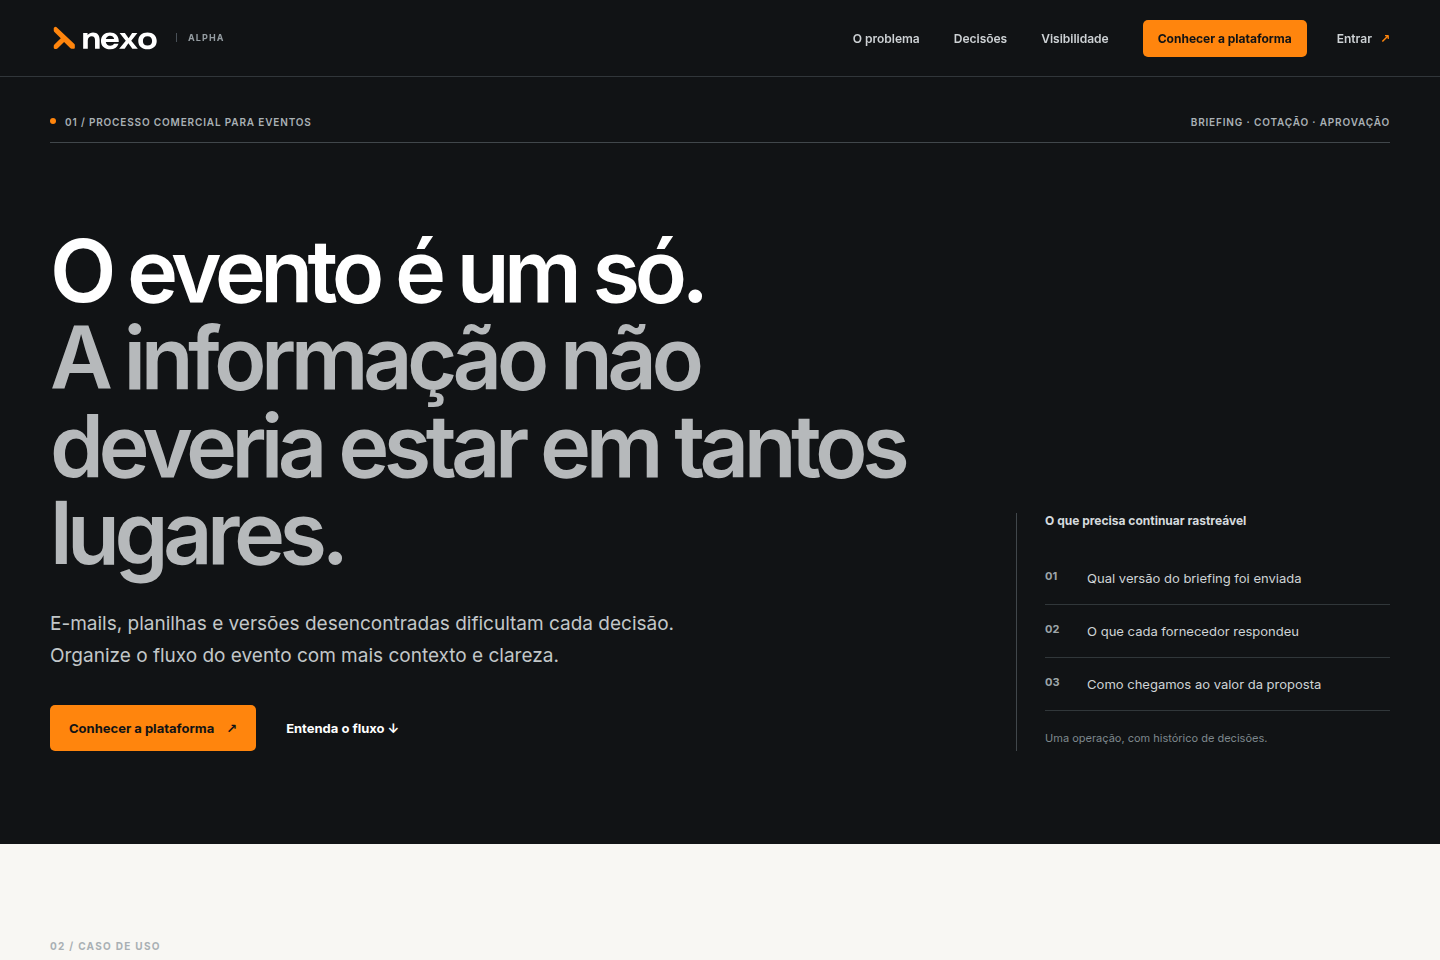 nexo
ALPHA
O problema
Decisões
Visibilidade
Conhecer a plataforma
Entrar ↗
01 / PROCESSO COMERCIAL PARA EVENTOS
BRIEFING · COTAÇÃO · APROVAÇÃO
O evento é um só.
A informação não
deveria estar em tantos
lugares.
E-mails, planilhas e versões desencontradas dificultam cada decisão.
Organize o fluxo do evento com mais contexto e clareza.
Conhecer a plataforma ↗
Entenda o fluxo ↓
O que precisa continuar rastreável
01 Qual versão do briefing foi enviada
02 O que cada fornecedor respondeu
03 Como chegamos ao valor da proposta
Uma operação, com histórico de decisões.
02 / CASO DE USO